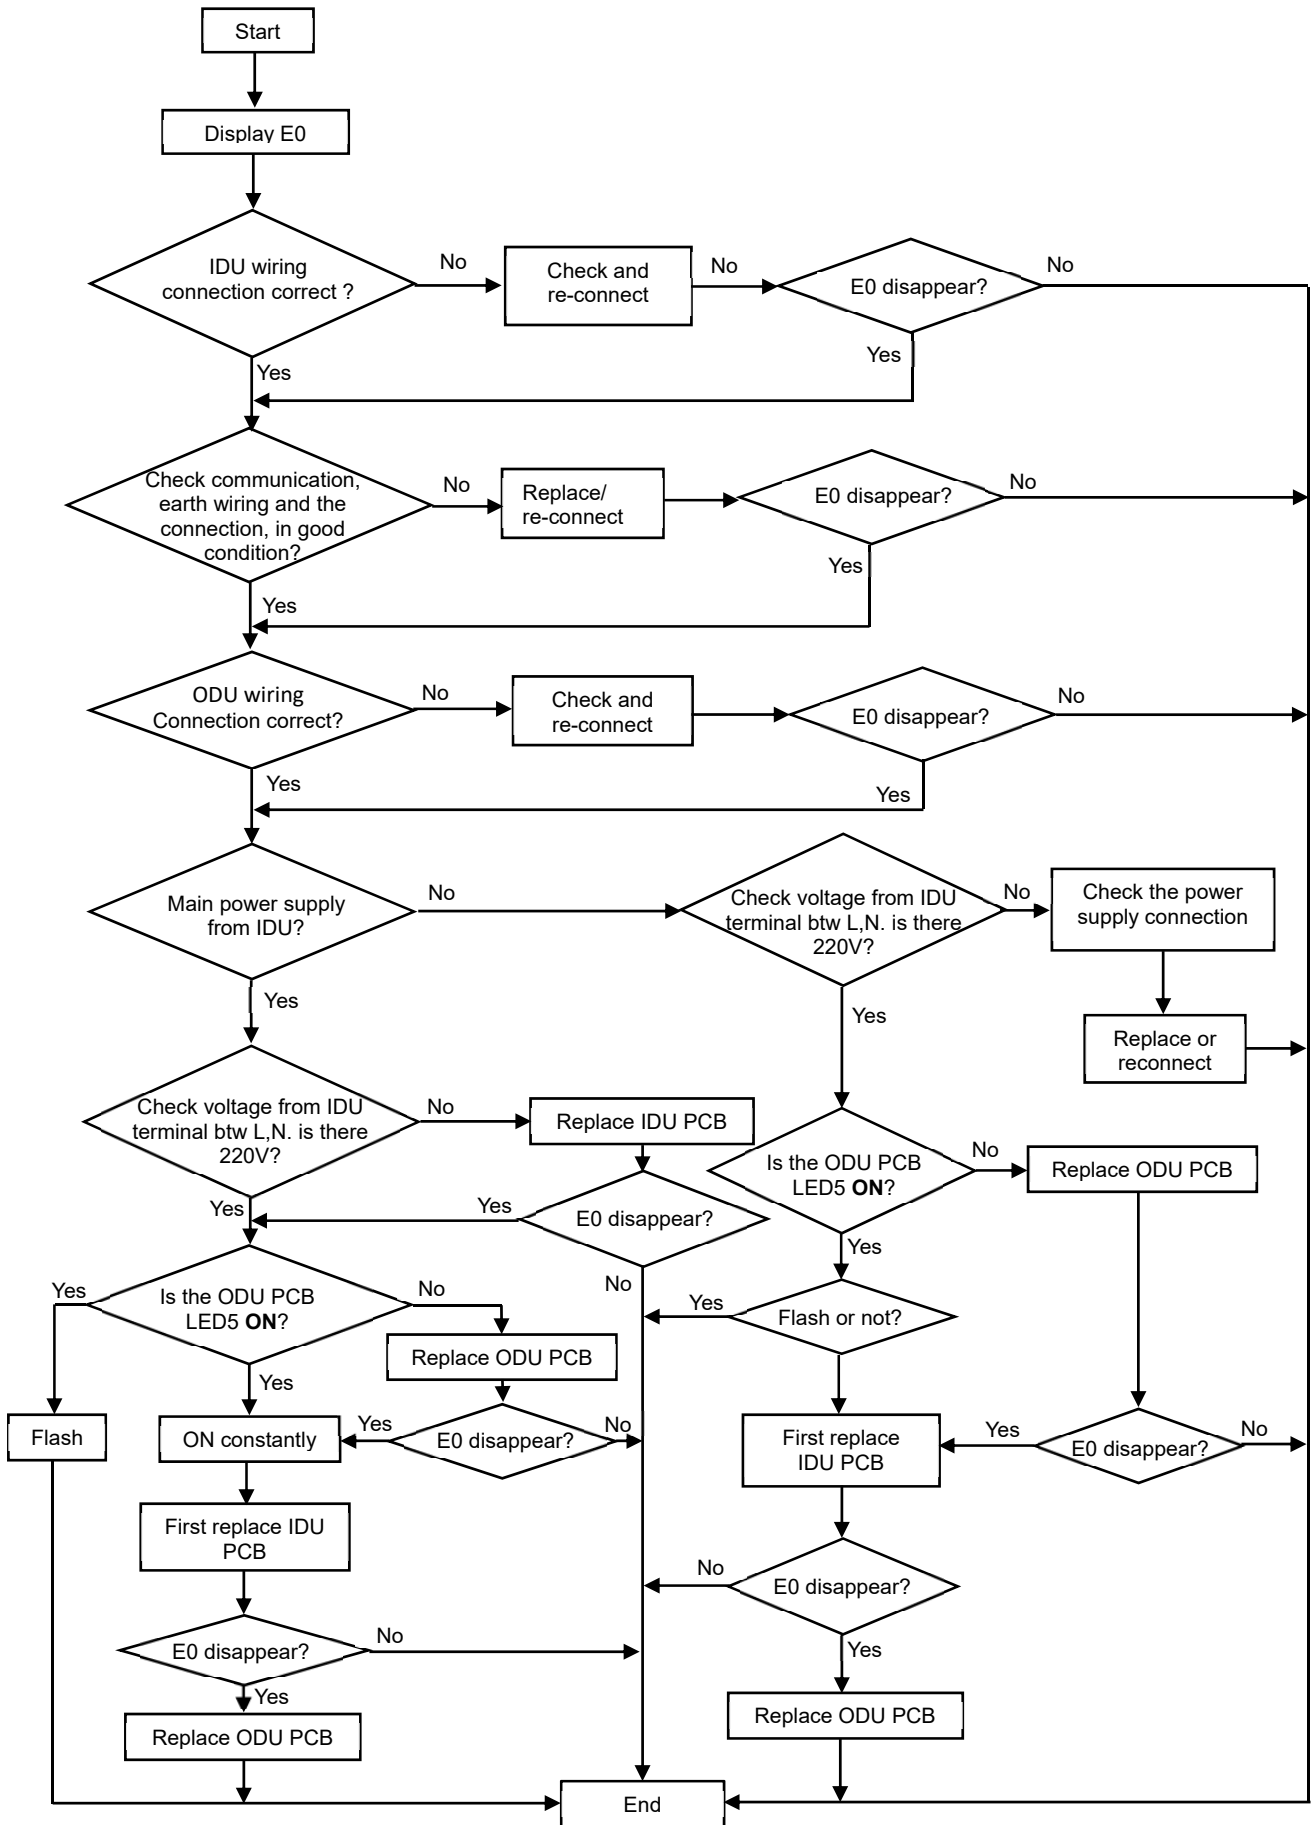 Start
Display E0
IDU wiring
connection correct ?
No
Check and
re-connect
No
E0 disappear?
No
Yes
Yes
Check communication,
earth wiring and the
connection, in good
condition?
No
Replace/
re-connect
E0 disappear?
No
Yes
Yes
ODU wiring
Connection correct?
No
Check and
re-connect
E0 disappear?
No
Yes
Yes
Main power supply
from IDU?
No
Check voltage from IDU
terminal btw L,N. is there
220V?
No
Check the power
supply connection
Replace or
reconnect
Yes
Yes
Check voltage from IDU
terminal btw L,N. is there
220V?
No
Replace IDU PCB
E0 disappear?
Yes
No
Yes
Is the ODU PCB
LED5 ON?
No
Replace ODU PCB
Yes
Flash or not?
Yes
Is the ODU PCB
LED5 ON?
Yes
No
Replace ODU PCB
Yes
Flash
ON constantly
Yes
E0 disappear?
No
First replace
IDU PCB
Yes
E0 disappear?
No
First replace IDU
PCB
E0 disappear?
No
E0 disappear?
No
Yes
Yes
Replace ODU PCB
Replace ODU PCB
End